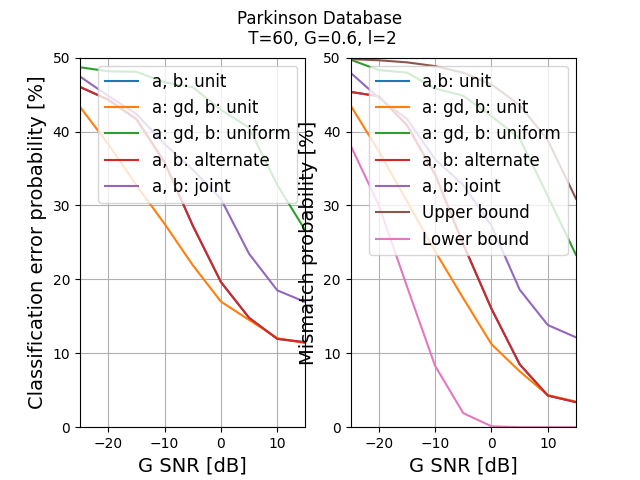 Parkinson Database
T=60, G=0.6, l=2
Classification error probability [%]
50
40
30
20
10
0
a, b: unit
a: gd, b: unit
a: gd, b: uniform
a, b: alternate
a, b: joint
−20
−10
0
10
G SNR [dB]
Mismatch probability [%]
50
40
30
20
10
0
a,b: unit
a: gd, b: unit
a: gd, b: uniform
a, b: alternate
a, b: joint
Upper bound
Lower bound
−20
−10
0
10
G SNR [dB]